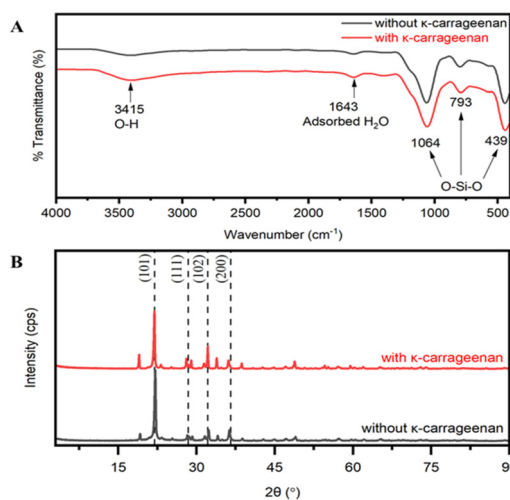 A
without κ-carrageenan
with κ-carrageenan
% Transmittance (%)
3415
O-H
1643
Adsorbed H₂O
1064
793
439
O-Si-O
4000 3500 3000 2500 2000 1500 1000 500
Wavenumber (cm⁻¹)
B
(101)
(111)
(102)
(200)
Intensity (cps)
with κ-carrageenan
without κ-carrageenan
15 30 45 60 75 90
2θ (°)